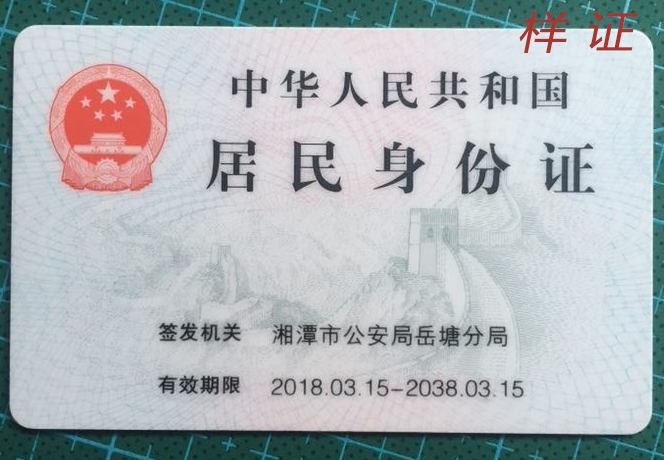 样证
中华人民共和国
居民身份证
签发机关 湘潭市公安局岳塘分局
有效期限 2018.03.15-2038.03.15